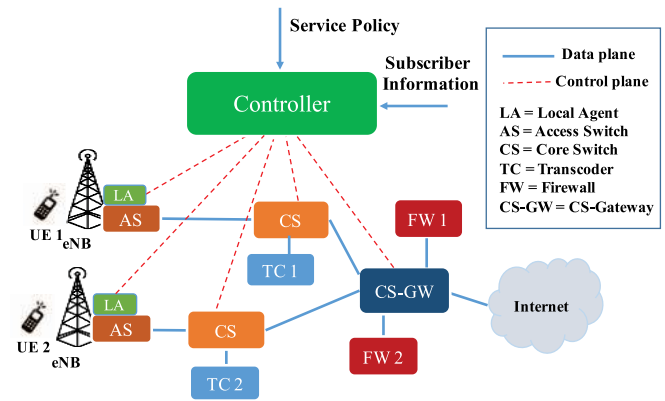 Service Policy
Subscriber
Information
Controller
Data plane
Control plane
LA = Local Agent
AS = Access Switch
CS = Core Switch
TC = Transcoder
FW = Firewall
CS-GW = CS-Gateway
LA
AS
UE 1
eNB
CS
TC 1
FW 1
CS-GW
Internet
LA
AS
UE 2
eNB
CS
TC 2
FW 2